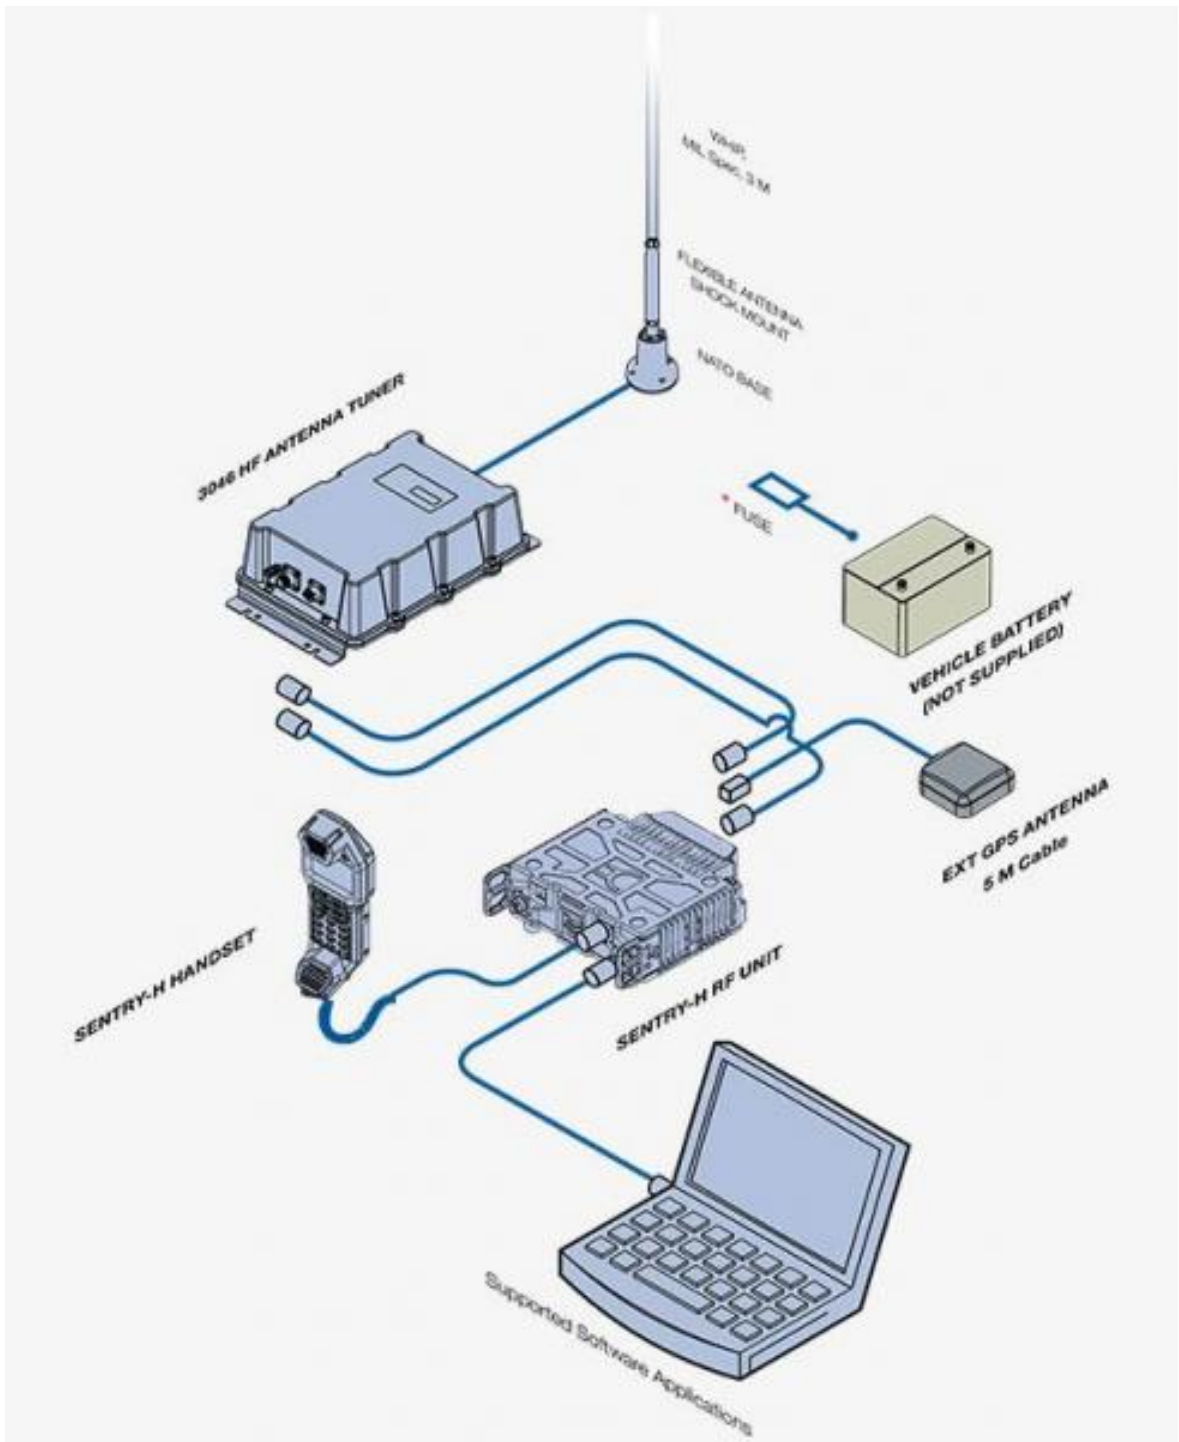 WHIP,
MIL Spec, 3 M
FLEXIBLE ANTENNA
SHOCK MOUNT
NATO BASE
3046 HF ANTENNA TUNER
* FUSE
VEHICLE BATTERY
(NOT SUPPLIED)
EXT GPS ANTENNA
5 M Cable
SENTRY-H HANDSET
SENTRY-H RF UNIT
Supported Software Applications